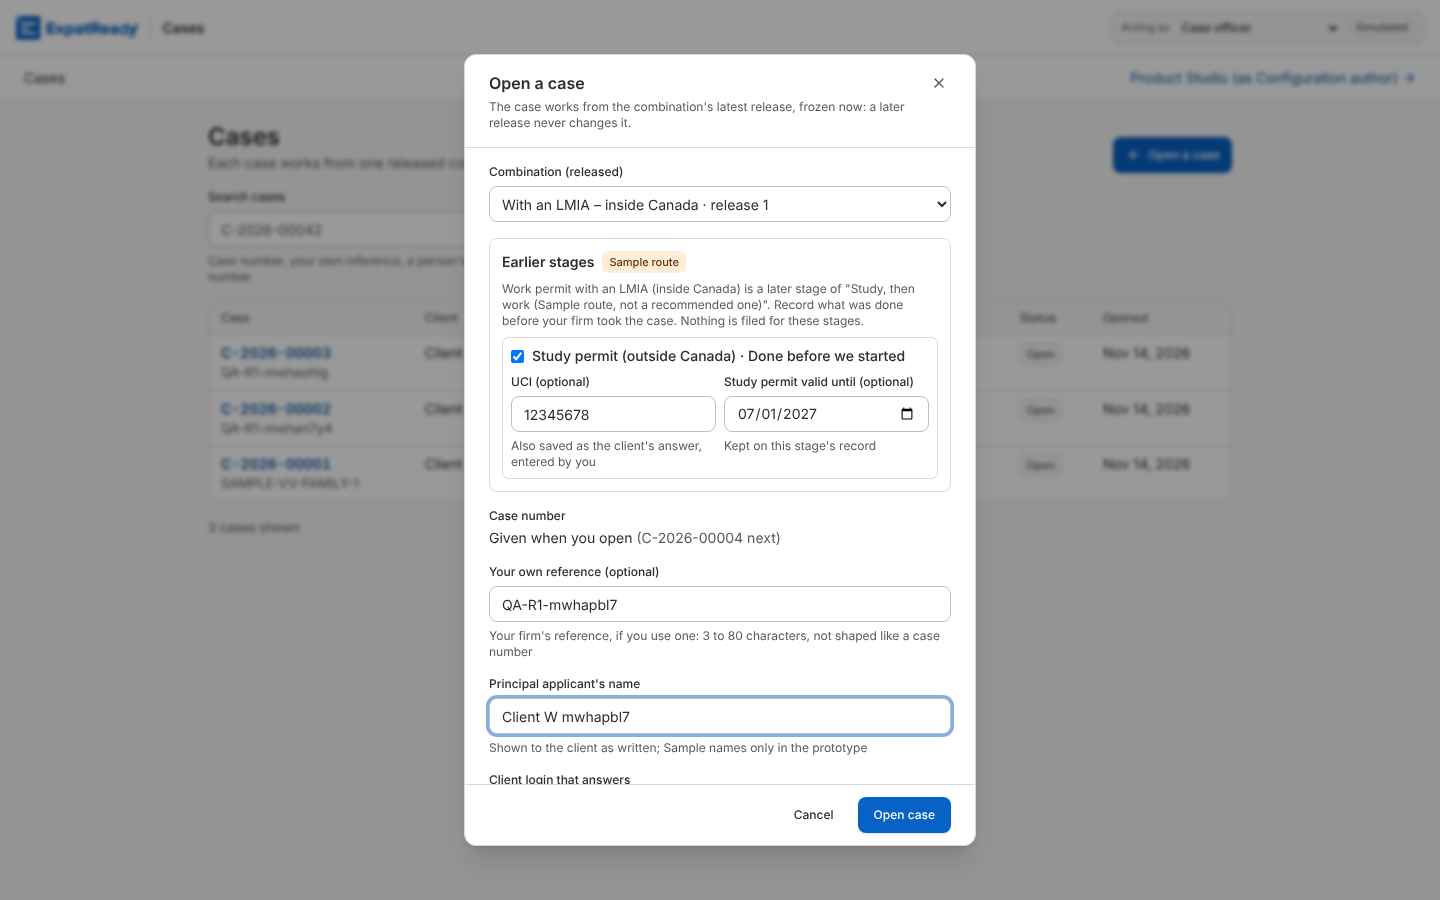 ExpatReady
Cases
Acting as Case officer Simulated
Cases
Product Studio (as Configuration author) →
Cases
Each case works from one released
Open a case
Search cases
C-2026-00042
Case number, your own reference, a person's
number
Case Client Status Opened
C-2026-00003 Client Open Nov 14, 2026
C-2026-00002 Client Open Nov 14, 2026
QA-R1-mwhan7y4
C-2026-00001 Client Open Nov 14, 2026
SAMPLE-VV-FAMILY-1
3 cases shown
Open a case
The case works from the combination's latest release, frozen now: a later
release never changes it.
Combination (released)
With an LMIA – inside Canada · release 1
Earlier stages Sample route
Work permit with an LMIA (inside Canada) is a later stage of "Study, then
work (Sample route, not a recommended one)". Record what was done
before your firm took the case. Nothing is filed for these stages.
Study permit (outside Canada) · Done before we started
UCI (optional) Study permit valid until (optional)
12345678 07/01/2027
Also saved as the client's answer, Kept on this stage's record
entered by you
Case number
Given when you open (C-2026-00004 next)
Your own reference (optional)
QA-R1-mwhapbl7
Your firm's reference, if you use one: 3 to 80 characters, not shaped like a case
number
Principal applicant's name
Client W mwhapbl7
Shown to the client as written; Sample names only in the prototype
Client login that answers
Cancel Open case